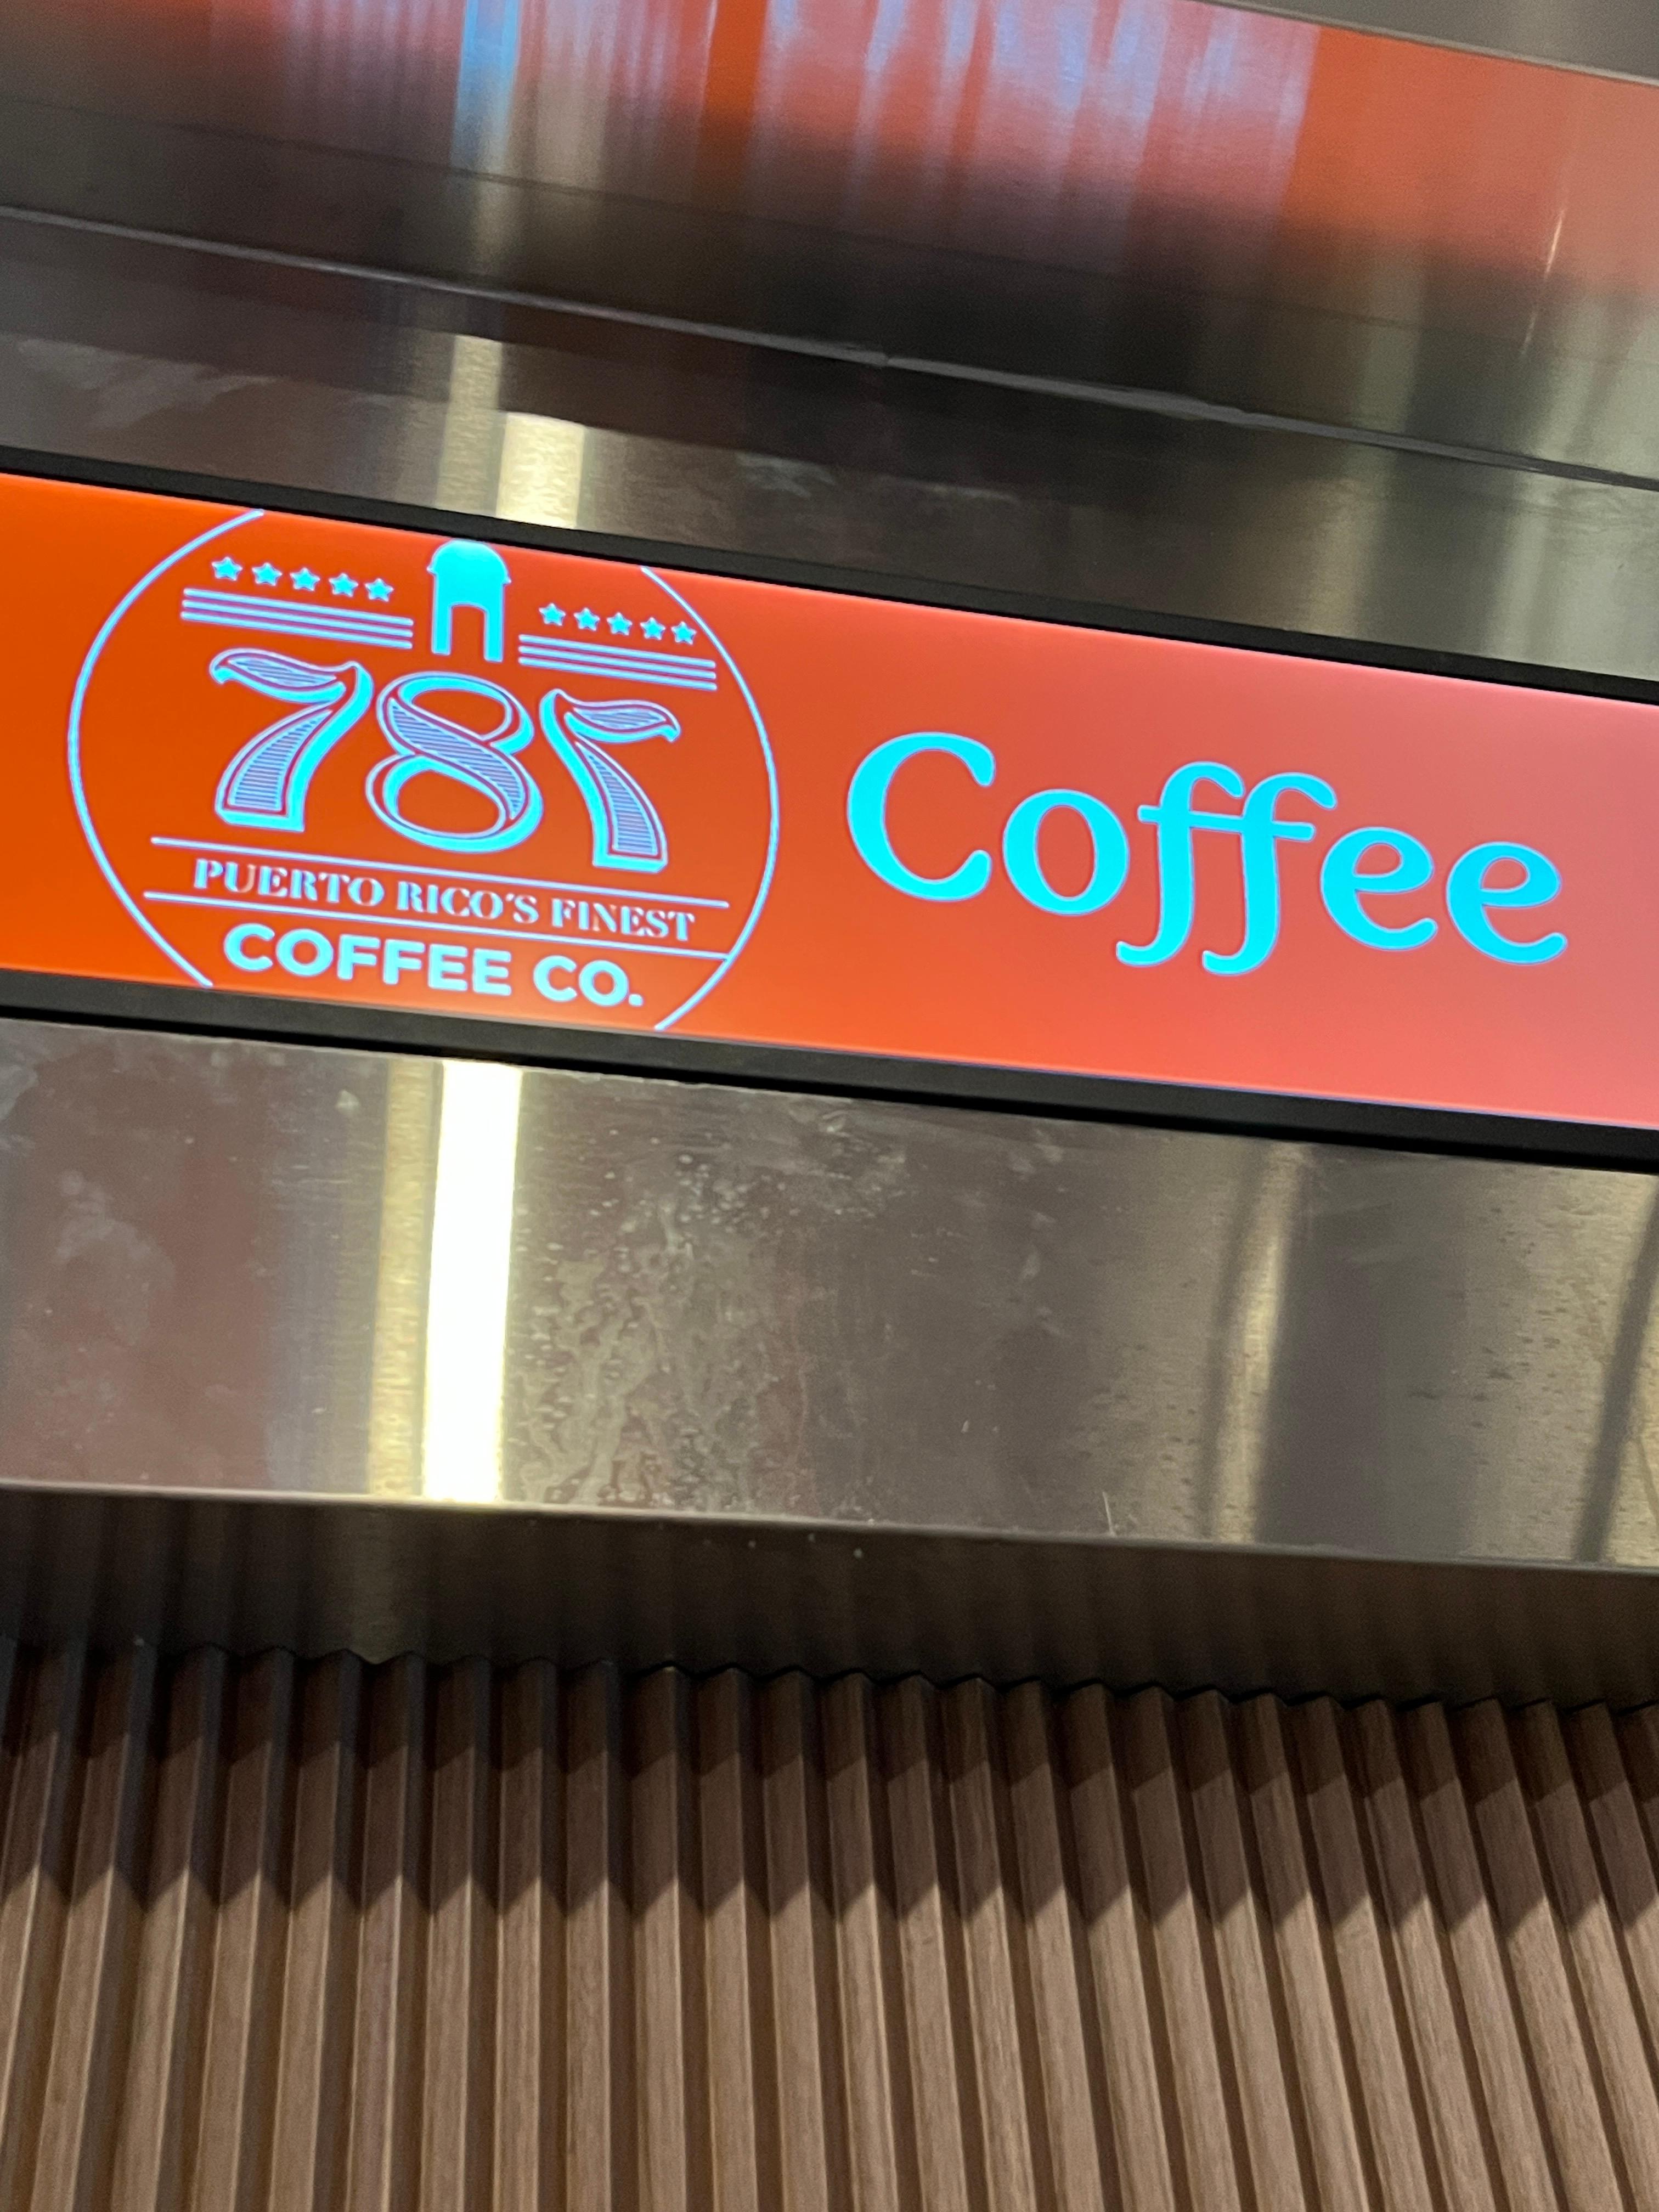 787
PUERTO RICO'S FINEST
COFFEE CO.
Coffee